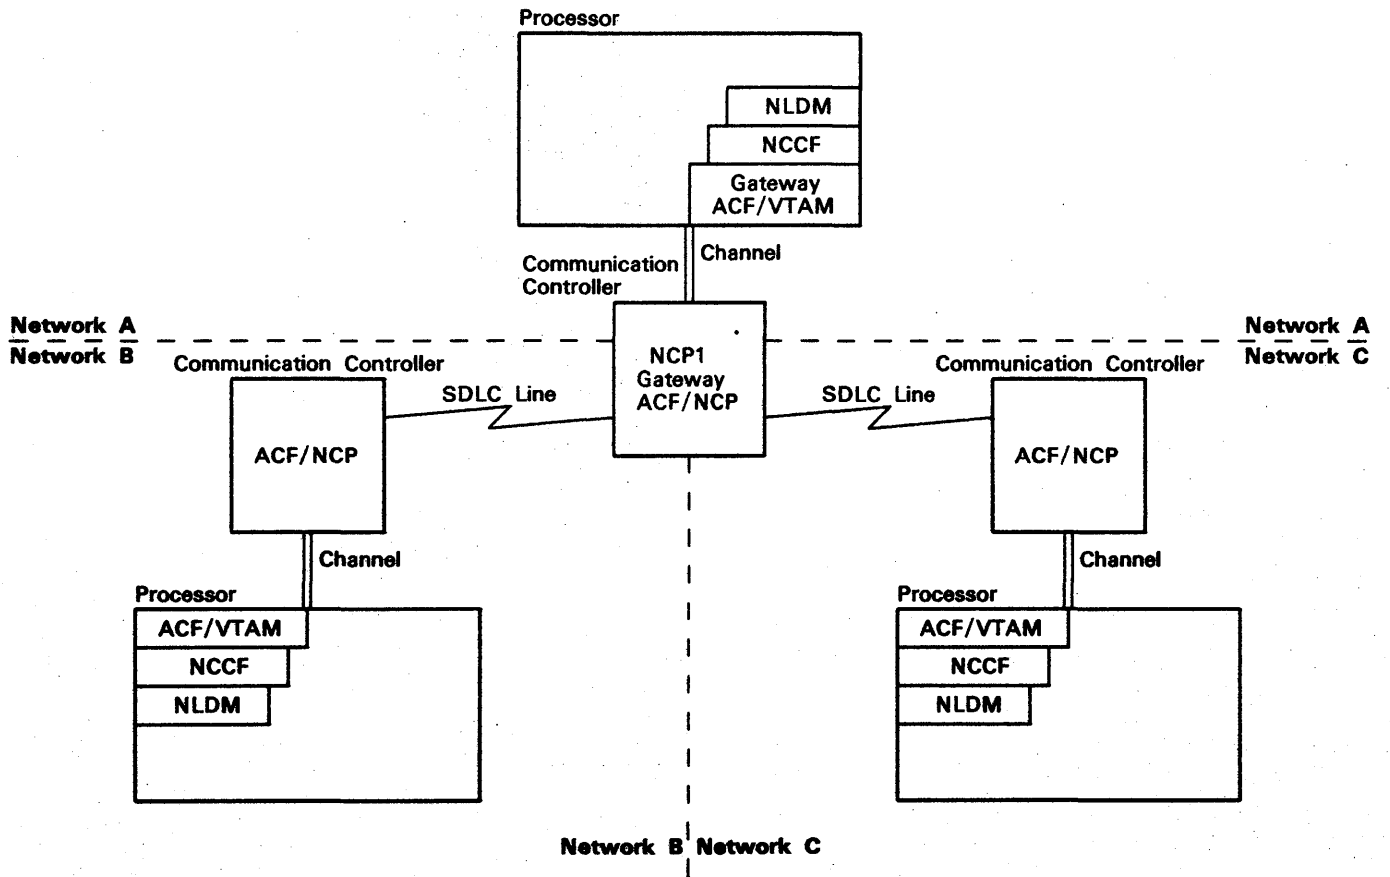 Processor
NLDM
NCCF
Gateway
ACF/VTAM
Channel
Communication
Controller
Network A
Network B
Network A
Network C
NCP1
Gateway
ACF/NCP
Communication Controller
SDLC Line
ACF/NCP
Channel
Processor
ACF/VTAM
NCCF
NLDM
Communication Controller
SDLC Line
ACF/NCP
Channel
Processor
ACF/VTAM
NCCF
NLDM
Network B
Network C